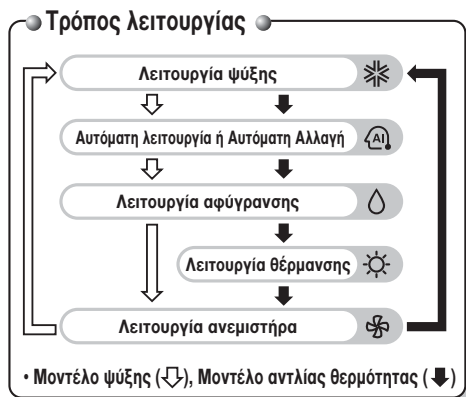 Τρόπος λειτουργίας
Λειτουργία ψύξης
Αυτόματη λειτουργία ή Αυτόματη Αλλαγή
AI
Λειτουργία αφύγρανσης
Λειτουργία θέρμανσης
Λειτουργία ανεμιστήρα
• Μοντέλο ψύξης (⇩), Μοντέλο αντλίας θερμότητας (🡇)